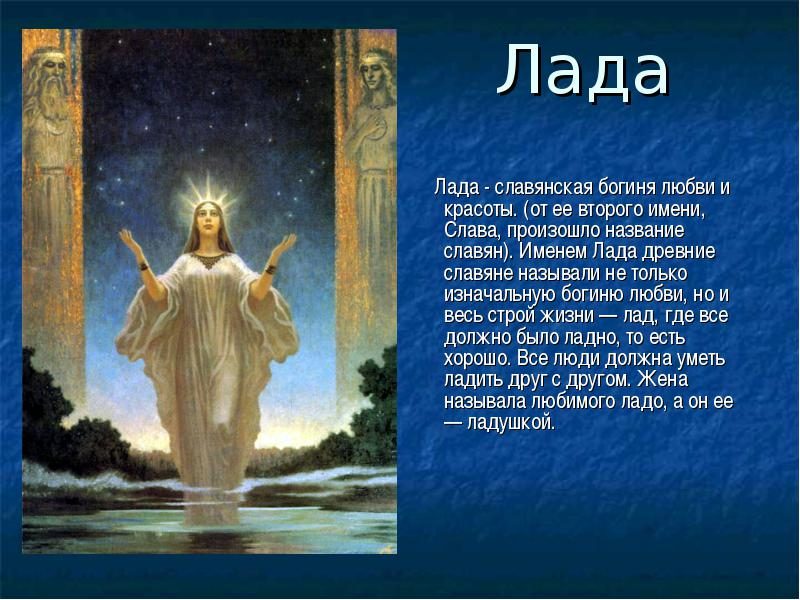 Лада
Лада - славянская богиня любви и
красоты. (от ее второго имени,
Слава, произошло название
славян). Именем Лада древние
славяне называли не только
изначальную богиню любви, но и
весь строй жизни — лад, где все
должно было ладно, то есть
хорошо. Все люди должна уметь
ладить друг с другом. Жена
называла любимого ладо, а он ее
— ладушкой.